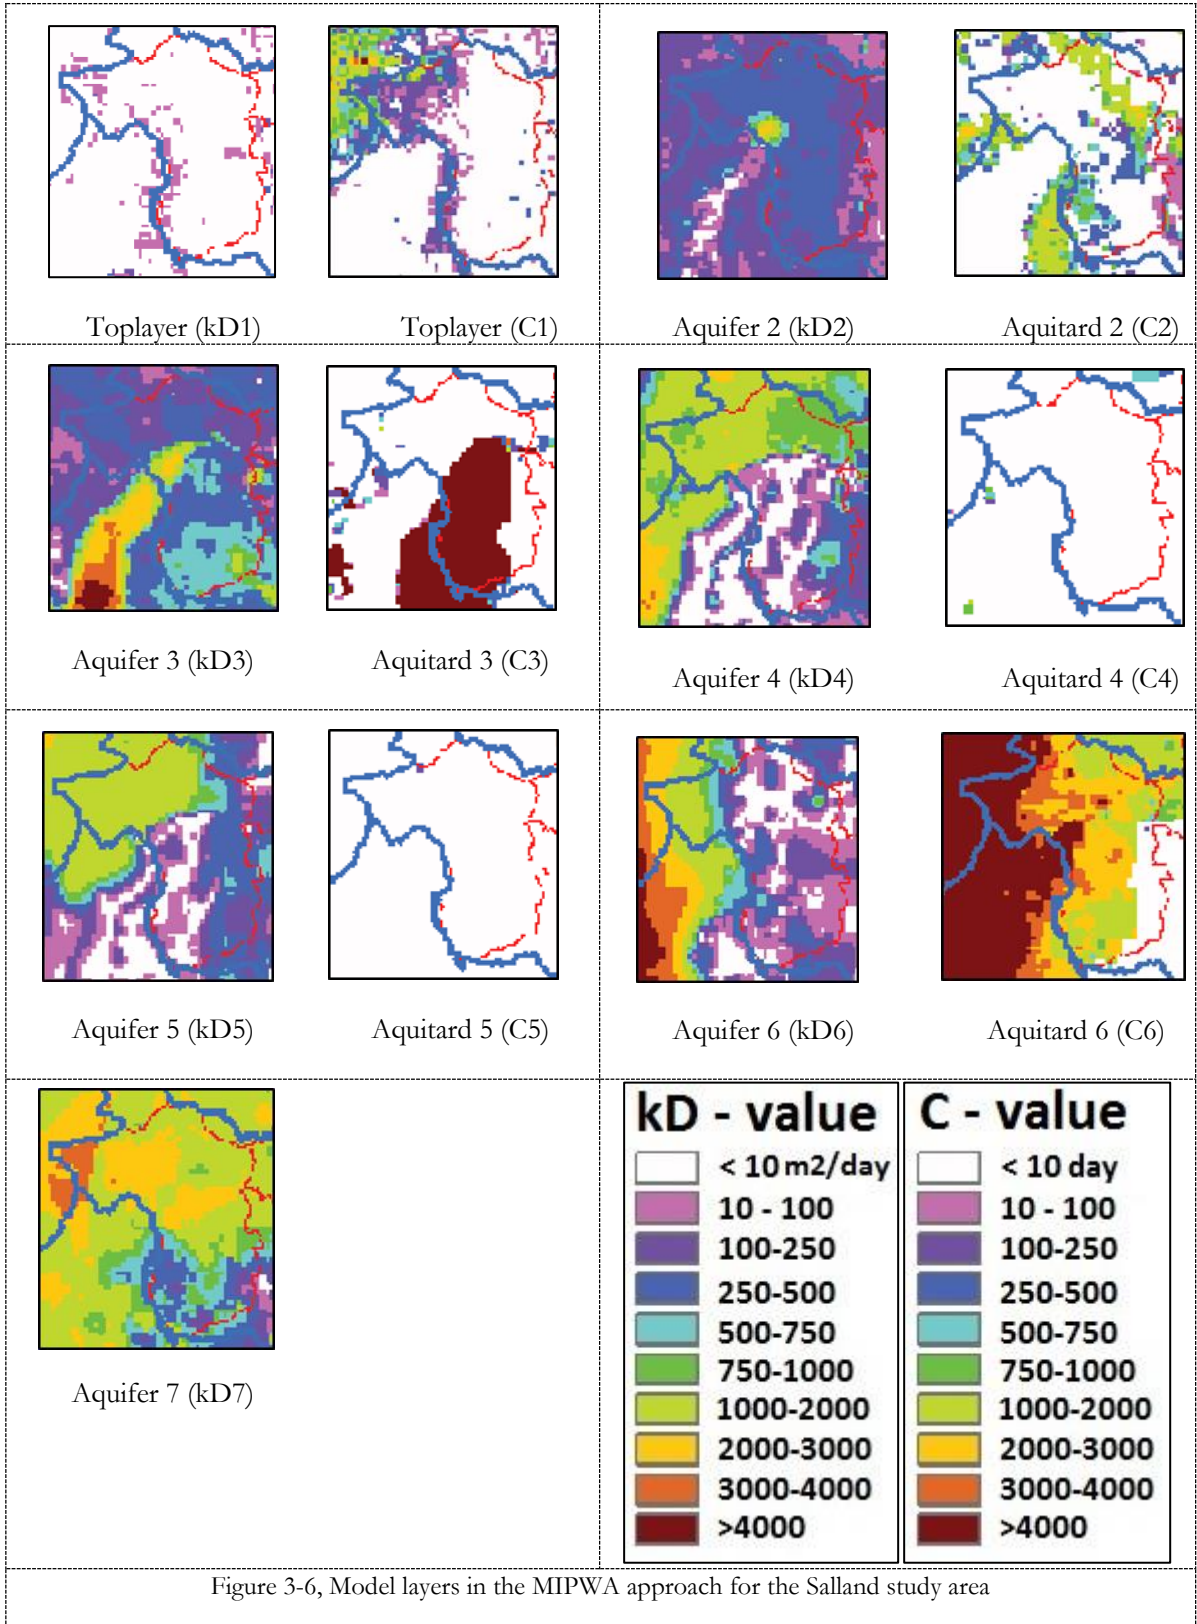 Toplayer (kD1)
Toplayer (C1)
Aquifer 2 (kD2)
Aquitard 2 (C2)
Aquifer 3 (kD3)
Aquitard 3 (C3)
Aquifer 4 (kD4)
Aquitard 4 (C4)
Aquifer 5 (kD5)
Aquitard 5 (C5)
Aquifer 6 (kD6)
Aquitard 6 (C6)
Aquifer 7 (kD7)
kD - value
< 10 m2/day
10 - 100
100-250
250-500
500-750
750-1000
1000-2000
2000-3000
3000-4000
>4000
C - value
< 10 day
10 - 100
100-250
250-500
500-750
750-1000
1000-2000
2000-3000
3000-4000
>4000
Figure 3-6, Model layers in the MIPWA approach for the Salland study area